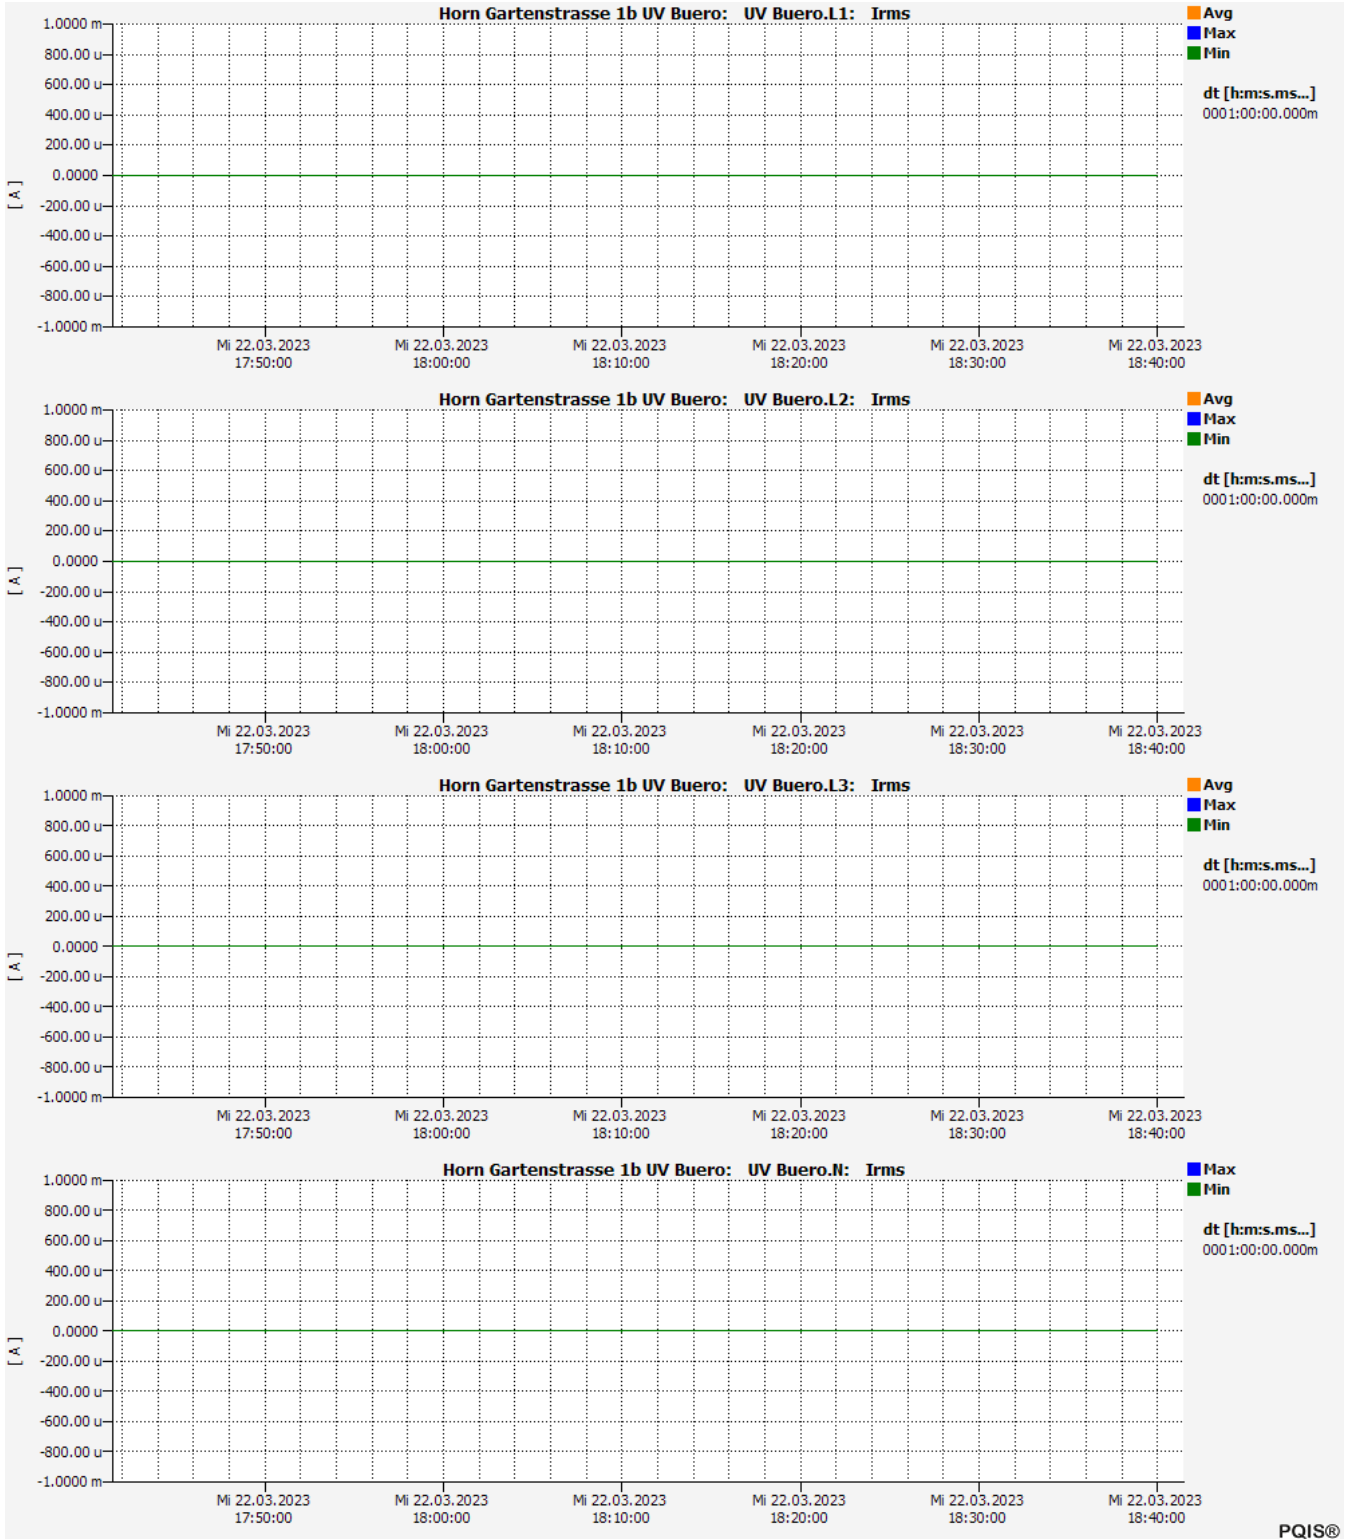 Horn Gartenstrasse 1b UV Buero: UV Buero.L1: Irms
Avg
Max
Min
dt [h:m:s.ms...]
0001:00:00.000m
[ A ]
1.0000 m
800.00 u
600.00 u
400.00 u
200.00 u
0.0000
-200.00 u
-400.00 u
-600.00 u
-800.00 u
-1.0000 m
Mi 22.03.2023 Mi 22.03.2023 Mi 22.03.2023 Mi 22.03.2023 Mi 22.03.2023 Mi 22.03.2023
17:50:00 18:00:00 18:10:00 18:20:00 18:30:00 18:40:00
Horn Gartenstrasse 1b UV Buero: UV Buero.L2: Irms
Avg
Max
Min
dt [h:m:s.ms...]
0001:00:00.000m
[ A ]
1.0000 m
800.00 u
600.00 u
400.00 u
200.00 u
0.0000
-200.00 u
-400.00 u
-600.00 u
-800.00 u
-1.0000 m
Mi 22.03.2023 Mi 22.03.2023 Mi 22.03.2023 Mi 22.03.2023 Mi 22.03.2023 Mi 22.03.2023
17:50:00 18:00:00 18:10:00 18:20:00 18:30:00 18:40:00
Horn Gartenstrasse 1b UV Buero: UV Buero.L3: Irms
Avg
Max
Min
dt [h:m:s.ms...]
0001:00:00.000m
[ A ]
1.0000 m
800.00 u
600.00 u
400.00 u
200.00 u
0.0000
-200.00 u
-400.00 u
-600.00 u
-800.00 u
-1.0000 m
Mi 22.03.2023 Mi 22.03.2023 Mi 22.03.2023 Mi 22.03.2023 Mi 22.03.2023 Mi 22.03.2023
17:50:00 18:00:00 18:10:00 18:20:00 18:30:00 18:40:00
Horn Gartenstrasse 1b UV Buero: UV Buero.N: Irms
Max
Min
dt [h:m:s.ms...]
0001:00:00.000m
[ A ]
1.0000 m
800.00 u
600.00 u
400.00 u
200.00 u
0.0000
-200.00 u
-400.00 u
-600.00 u
-800.00 u
-1.0000 m
Mi 22.03.2023 Mi 22.03.2023 Mi 22.03.2023 Mi 22.03.2023 Mi 22.03.2023 Mi 22.03.2023
17:50:00 18:00:00 18:10:00 18:20:00 18:30:00 18:40:00
PQIS®